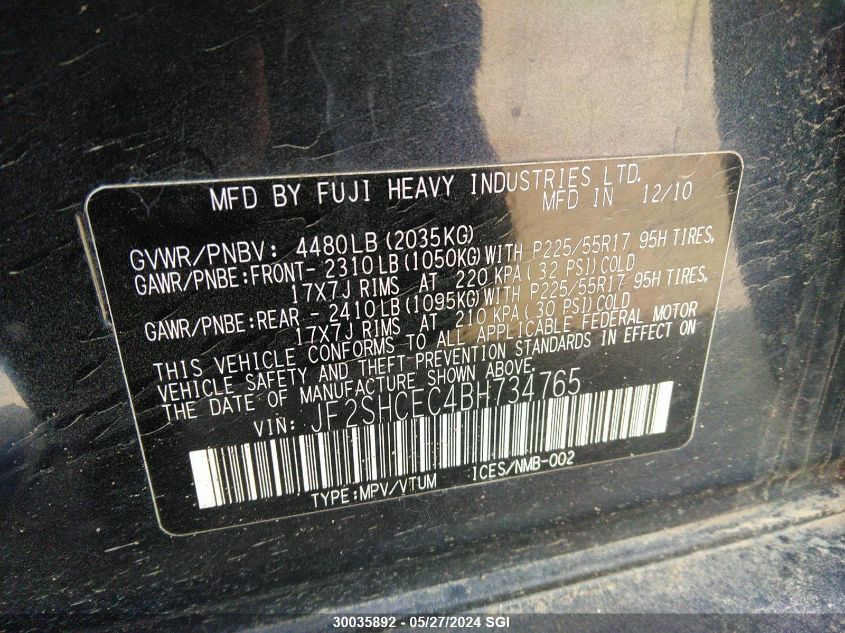 MFD BY FUJI HEAVY INDUSTRIES LTD.
MFD IN 12/10
GVWR/PNBV: 4480LB (2035KG)
GAWR/PNBE:FRONT- 2310LB (1050KG) WITH P225/55R17 95H TIRES,
17X7J RIMS AT 220 KPA (32 PSI) COLD
GAWR/PNBE:REAR - 2410LB (1095KG) WITH P225/55R17 95H TIRES,
17X7J RIMS AT 210 KPA (30 PSI) COLD
THIS VEHICLE CONFORMS TO ALL APPLICABLE FEDERAL MOTOR
VEHICLE SAFETY AND THEFT PREVENTION STANDARDS IN EFFECT ON
THE DATE OF MANUFACTURE SHOWN ABOVE.
VIN: JF2SHCEC4BH734765
TYPE:MPV/VTUM ICES/NMB-002
30035892 - 05/27/2024 SGI